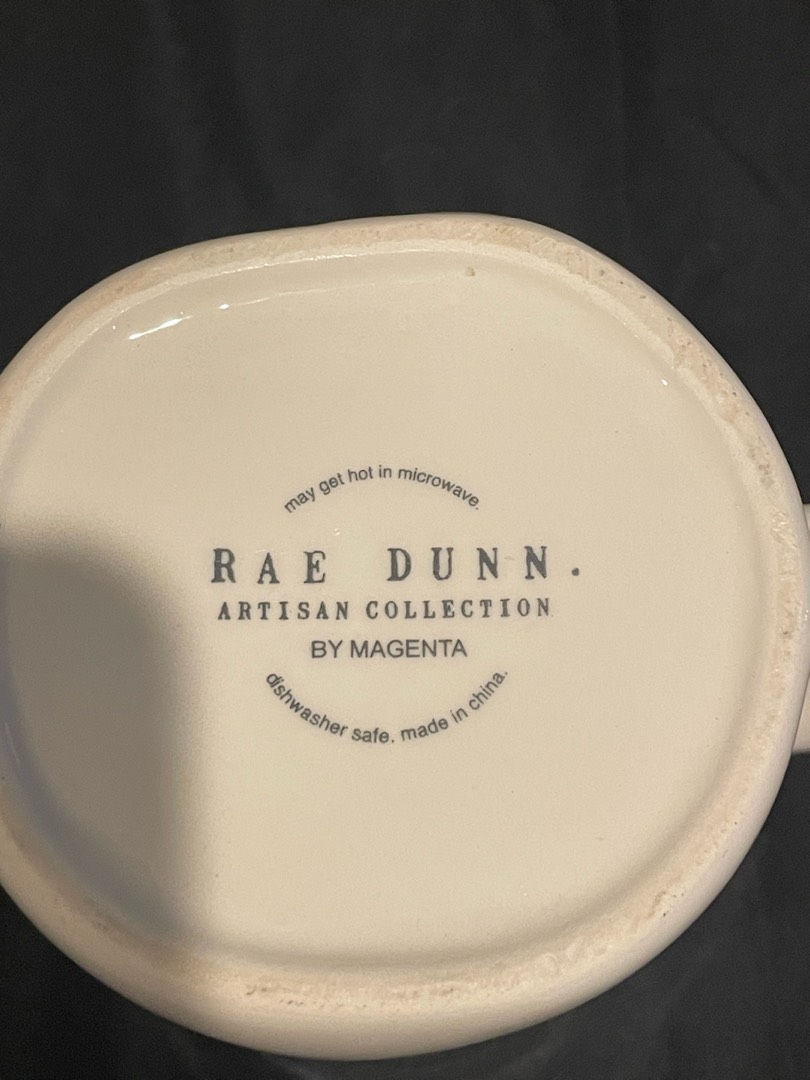 may get hot in microwave.
RAE DUNN.
ARTISAN COLLECTION
BY MAGENTA
dishwasher safe. made in china.